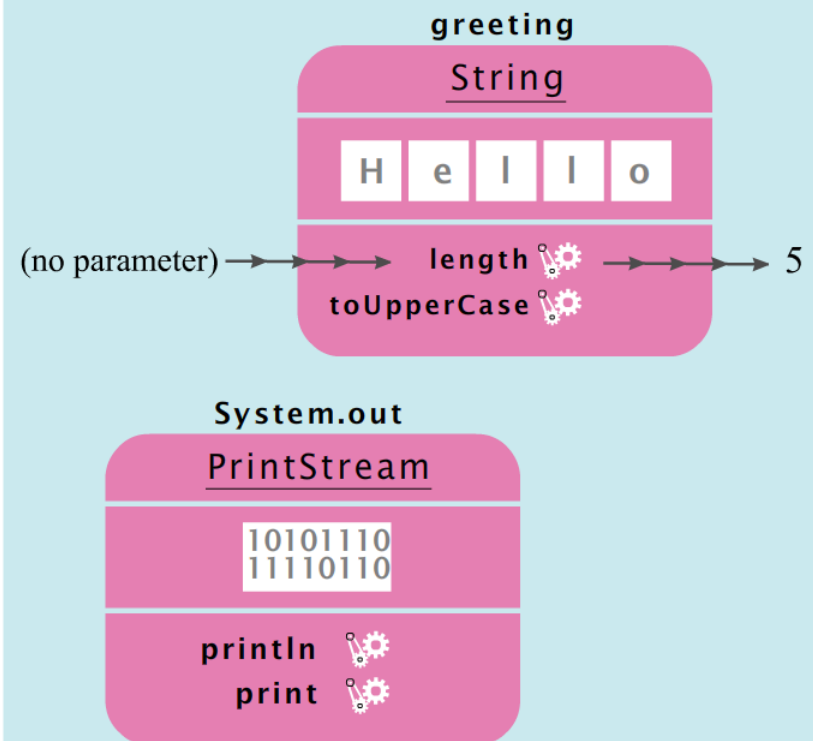 greeting
String
H e l l o
(no parameter) length 5
toUpperCase
System.out
PrintStream
10101110
11110110
println
print